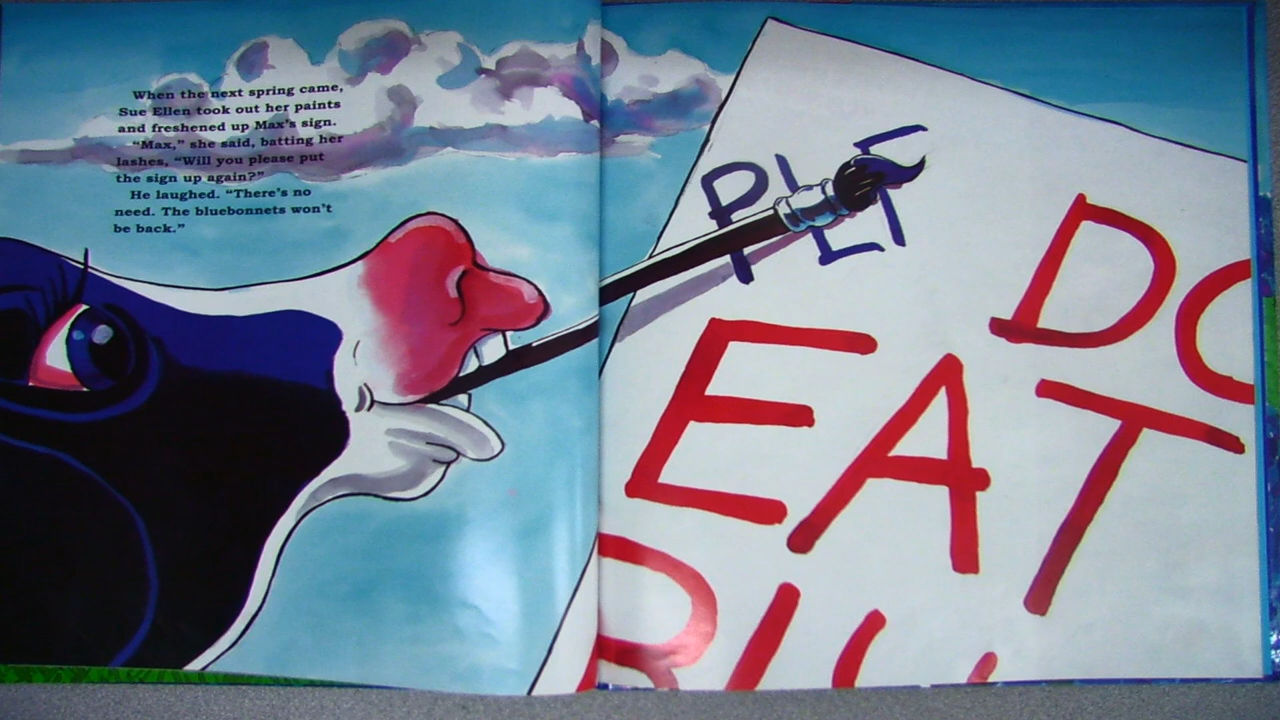 When the next spring came,
Sue Ellen took out her paints
and freshened up Max's sign.
"Max," she said, batting her
lashes, "Will you please put
the sign up again?"
He laughed. "There's no
need. The bluebonnets won't
be back."
PLE
DO
EAT